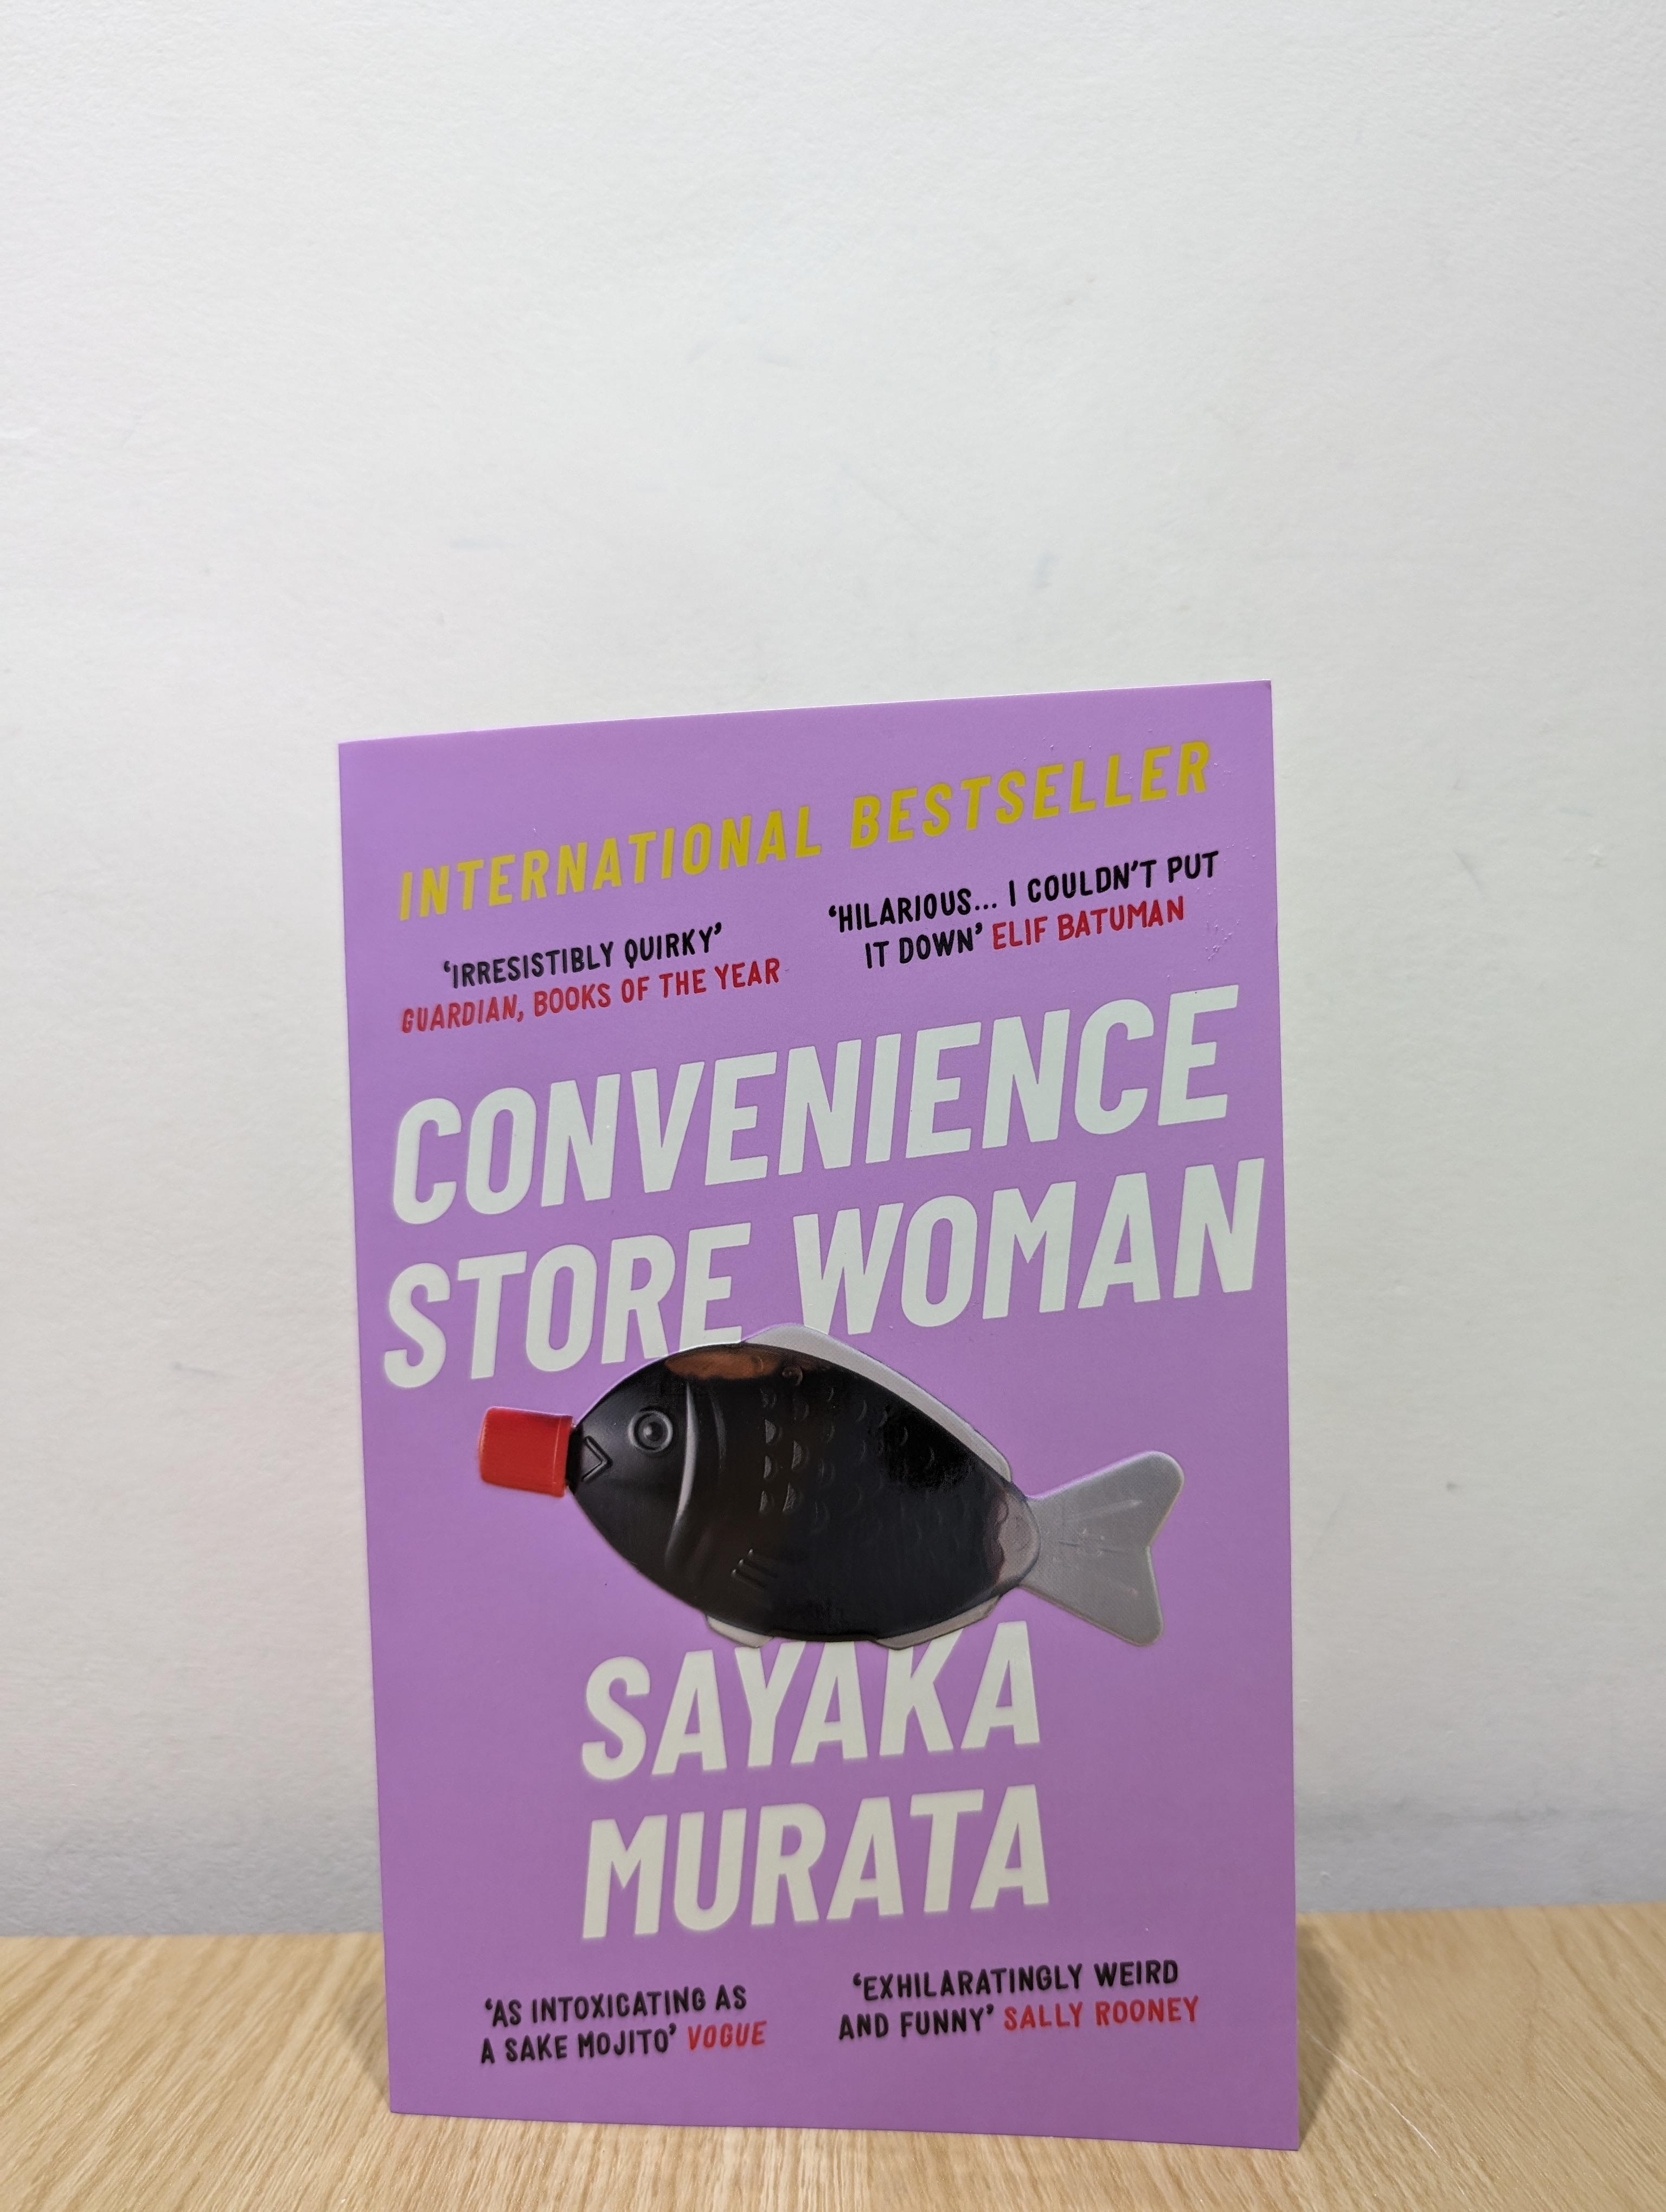 INTERNATIONAL BESTSELLER
‘IRRESISTIBLY QUIRKY’
GUARDIAN, BOOKS OF THE YEAR
‘HILARIOUS... I COULDN’T PUT
IT DOWN’ ELIF BATUMAN
CONVENIENCE
STORE WOMAN
SAYAKA
MURATA
‘AS INTOXICATING AS
A SAKE MOJITO’ VOGUE
‘EXHILARATINGLY WEIRD
AND FUNNY’ SALLY ROONEY